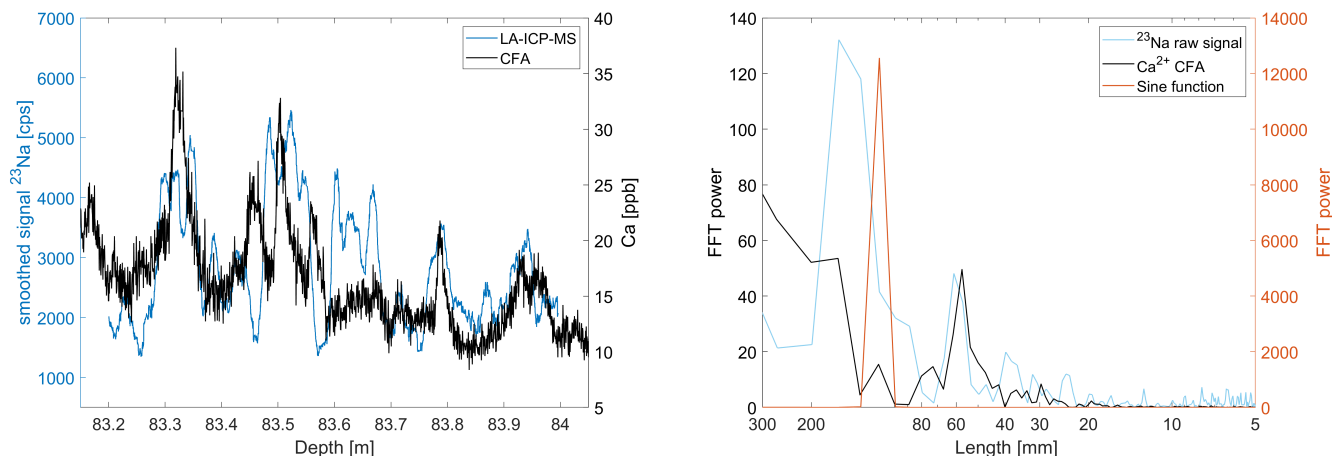 7000
6000
5000
4000
3000
2000
1000
smoothed signal ²³Na [cps]
40
35
30
25
20
15
10
5
Ca [ppb]
LA-ICP-MS
CFA
83.2 83.3 83.4 83.5 83.6 83.7 83.8 83.9 84
Depth [m]
140
120
100
80
60
40
20
0
FFT power
14000
12000
10000
8000
6000
4000
2000
0
FFT power
²³Na raw signal
Ca²⁺ CFA
Sine function
300 200 80 60 40 30 20 10 5
Length [mm]